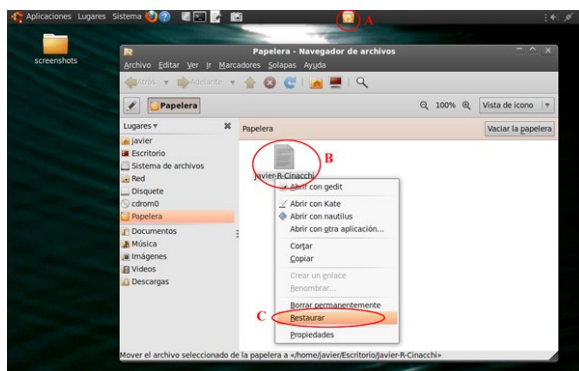 Aplicaciones Lugares Sistema
A
screenshots
Papelera - Navegador de archivos
Archivo Editar Ver Ir Marcadores Solapas Ayuda
Atrás Adelante
Papelera 100% Vista de icono
Lugares Papelera Vaciar la papelera
javier
Escritorio
Sistema de archivos
Red
Disquete
cdrom0
Papelera
Documentos
Música
Imágenes
Videos
Descargas
B
Javier-R-Cinacchi
Abrir con gedit
Abrir con Kate
Abrir con nautilus
Abrir con otra aplicación...
Cortar
Copiar
Crear un enlace
Renombrar...
Borrar permanentemente
C Restaurar
Propiedades
Mover el archivo seleccionado de la papelera a «/home/javier/Escritorio/Javier-R-Cinacchi»